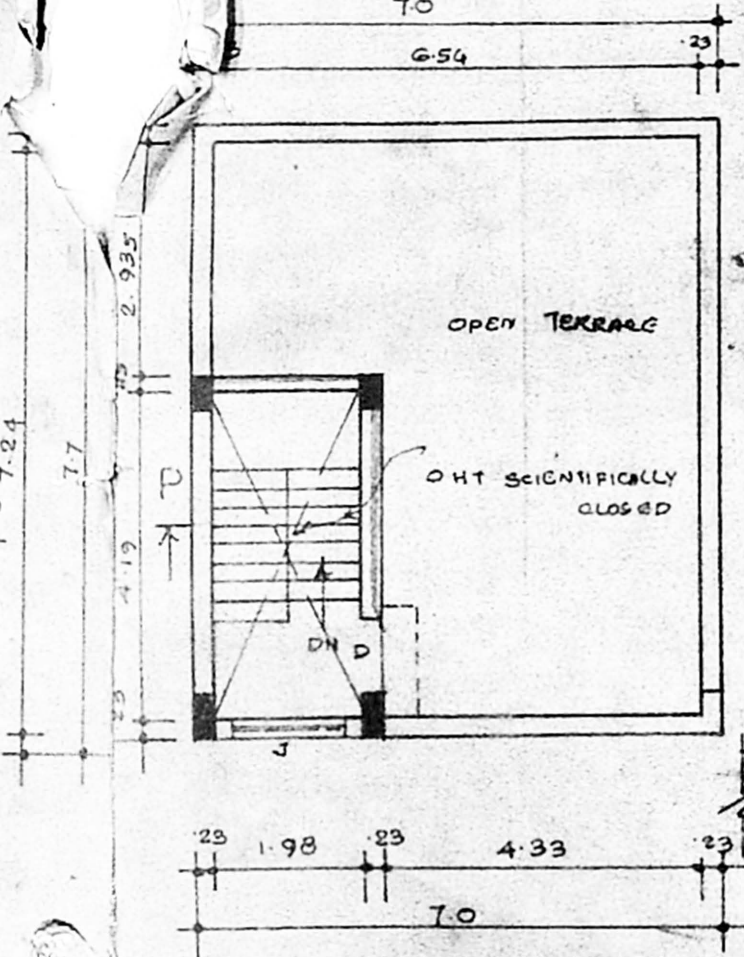 7.0
6.54
.23
2.935
OPEN TERRACE
7.24
7.7
P
OHT SCIENTIFICALLY
CLOSED
4.19
DN
D
.23
J
.23
1.98
.23
4.33
.23
7.0